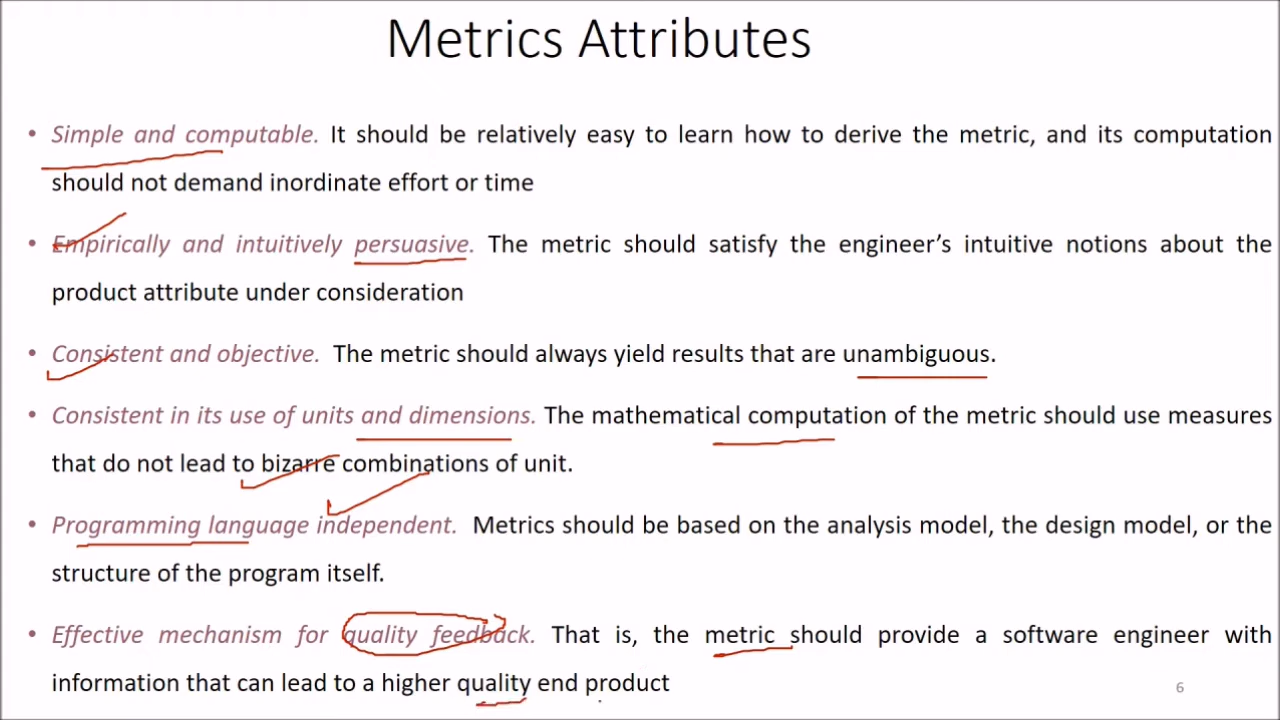 Metrics Attributes
• Simple and computable. It should be relatively easy to learn how to derive the metric, and its computation
should not demand inordinate effort or time
• Empirically and intuitively persuasive. The metric should satisfy the engineer’s intuitive notions about the
product attribute under consideration
• Consistent and objective. The metric should always yield results that are unambiguous.
• Consistent in its use of units and dimensions. The mathematical computation of the metric should use measures
that do not lead to bizarre combinations of unit.
• Programming language independent. Metrics should be based on the analysis model, the design model, or the
structure of the program itself.
• Effective mechanism for quality feedback. That is, the metric should provide a software engineer with
information that can lead to a higher quality end product
6